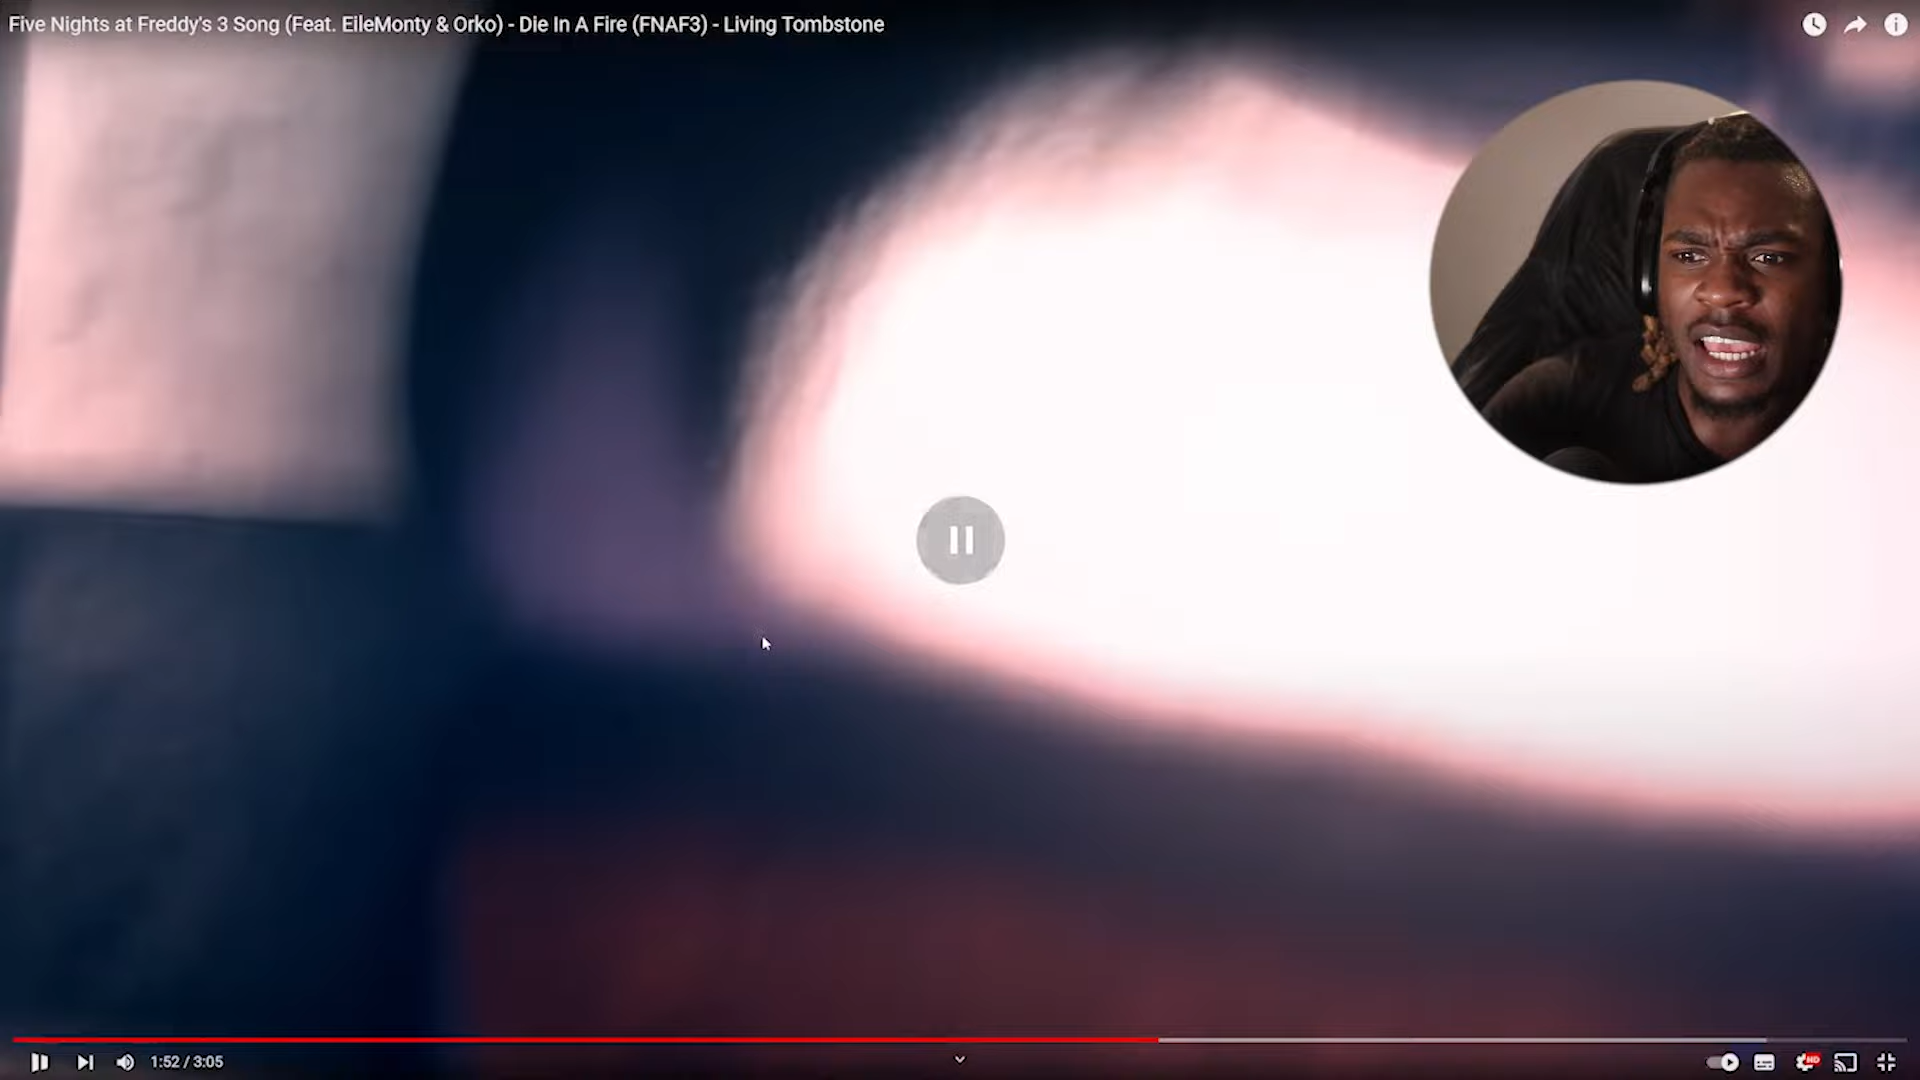 Five Nights at Freddy's 3 Song (Feat. EileMonty & Orko) - Die In A Fire (FNAF3) - Living Tombstone
1:52 / 3:05
HD